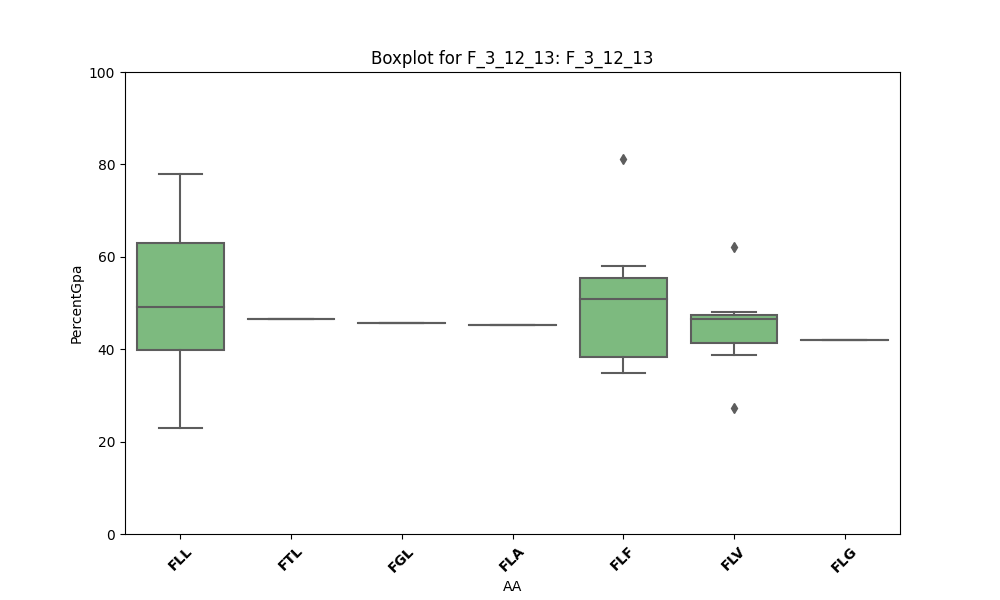 Boxplot for F_3_12_13: F_3_12_13
100
80
60
40
20
0
PercentGpa
FLL
FTL
FGL
FLA
FLF
FLV
FLG
AA